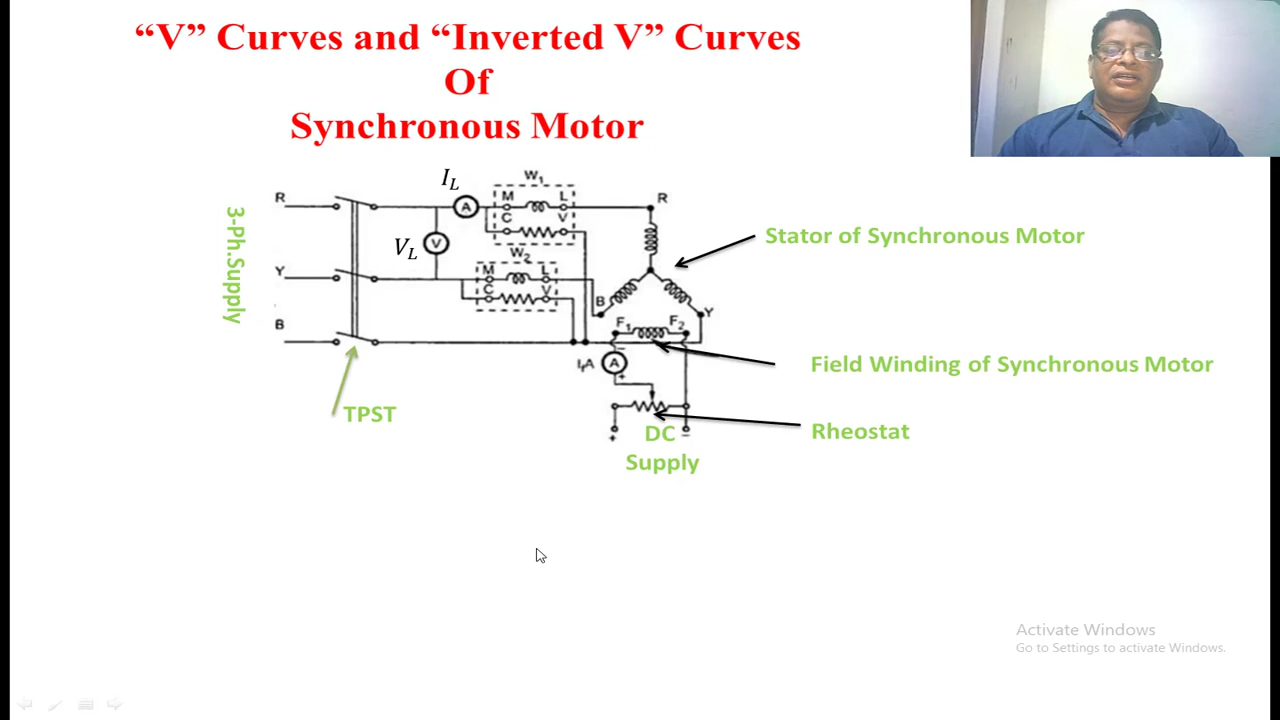 “V” Curves and “Inverted V” Curves
Of
Synchronous Motor
3-Ph.Supply
R
Y
B
TPST
I_L
A
V_L
V
W1
M
L
C
V
W2
M
L
C
V
R
B
Y
Stator of Synchronous Motor
F1
F2
Field Winding of Synchronous Motor
IfA
A
−
+
Rheostat
+
−
DC
Supply
Activate Windows
Go to Settings to activate Windows.